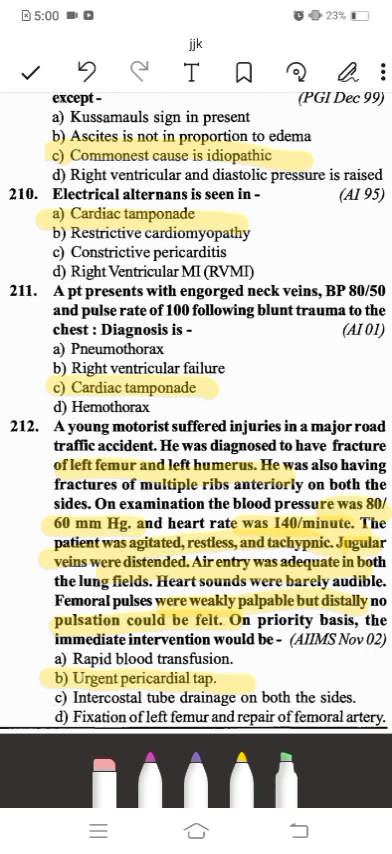 5:00 23%
jjk
T
except - (PGI Dec 99)
a) Kussamauls sign in present
b) Ascites is not in proportion to edema
c) Commonest cause is idiopathic
d) Right ventricular and diastolic pressure is raised
210. Electrical alternans is seen in - (AI 95)
a) Cardiac tamponade
b) Restrictive cardiomyopathy
c) Constrictive pericarditis
d) Right Ventricular MI (RVMI)
211. A pt presents with engorged neck veins, BP 80/50
and pulse rate of 100 following blunt trauma to the
chest : Diagnosis is - (AI 01)
a) Pneumothorax
b) Right ventricular failure
c) Cardiac tamponade
d) Hemothorax
212. A young motorist suffered injuries in a major road
traffic accident. He was diagnosed to have fracture
of left femur and left humerus. He was also having
fractures of multiple ribs anteriorly on both the
sides. On examination the blood pressure was 80/
60 mm Hg. and heart rate was 140/minute. The
patient was agitated, restless, and tachypnic. Jugular
veins were distended. Air entry was adequate in both
the lung fields. Heart sounds were barely audible.
Femoral pulses were weakly palpable but distally no
pulsation could be felt. On priority basis, the
immediate intervention would be - (AIIMS Nov 02)
a) Rapid blood transfusion.
b) Urgent pericardial tap.
c) Intercostal tube drainage on both the sides.
d) Fixation of left femur and repair of femoral artery.